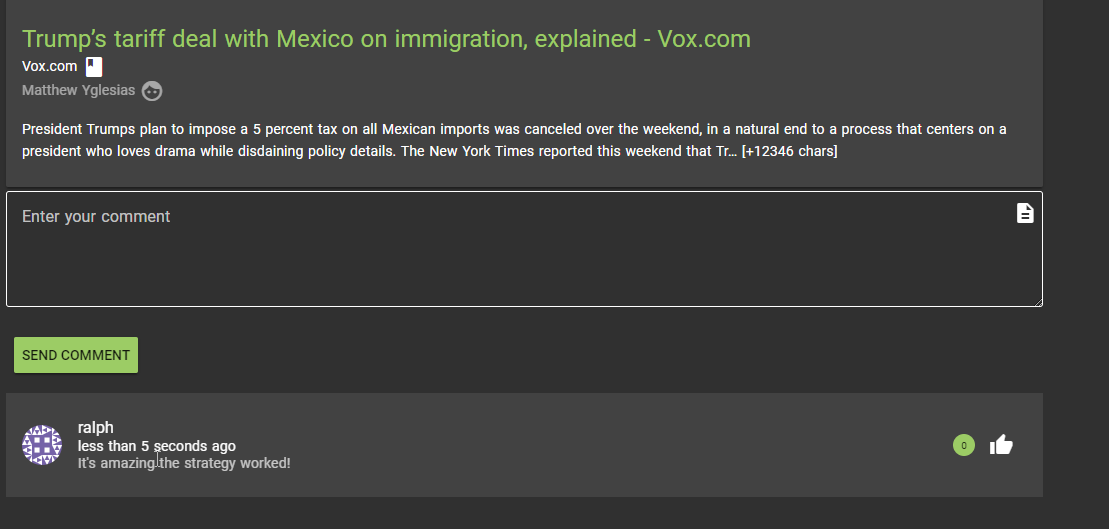 Trump’s tariff deal with Mexico on immigration, explained - Vox.com
Vox.com
Matthew Yglesias
President Trumps plan to impose a 5 percent tax on all Mexican imports was canceled over the weekend, in a natural end to a process that centers on a
president who loves drama while disdaining policy details. The New York Times reported this weekend that Tr… [+12346 chars]
Enter your comment
SEND COMMENT
ralph
less than 5 seconds ago
It's amazing the strategy worked!
0